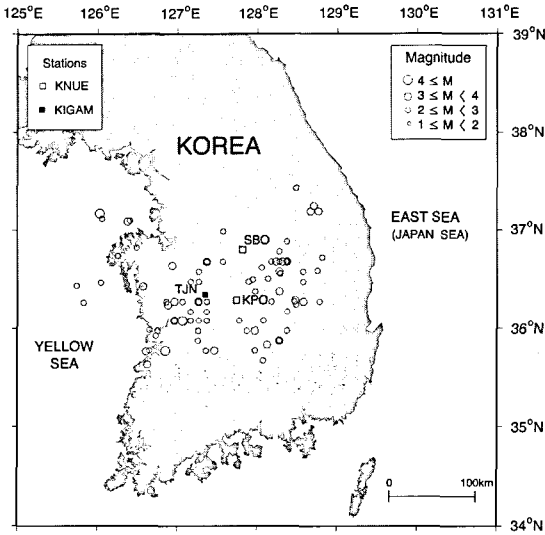 125°E 126°E 127°E 128°E 129°E 130°E 131°E
39°N
Stations
KNUE
KIGAM
Magnitude
4 ≤ M
3 ≤ M < 4
2 ≤ M < 3
1 ≤ M < 2
38°N
KOREA
37°N
EAST SEA
(JAPAN SEA)
SBO
TJN
KPO
36°N
YELLOW
SEA
35°N
0 100km
34°N